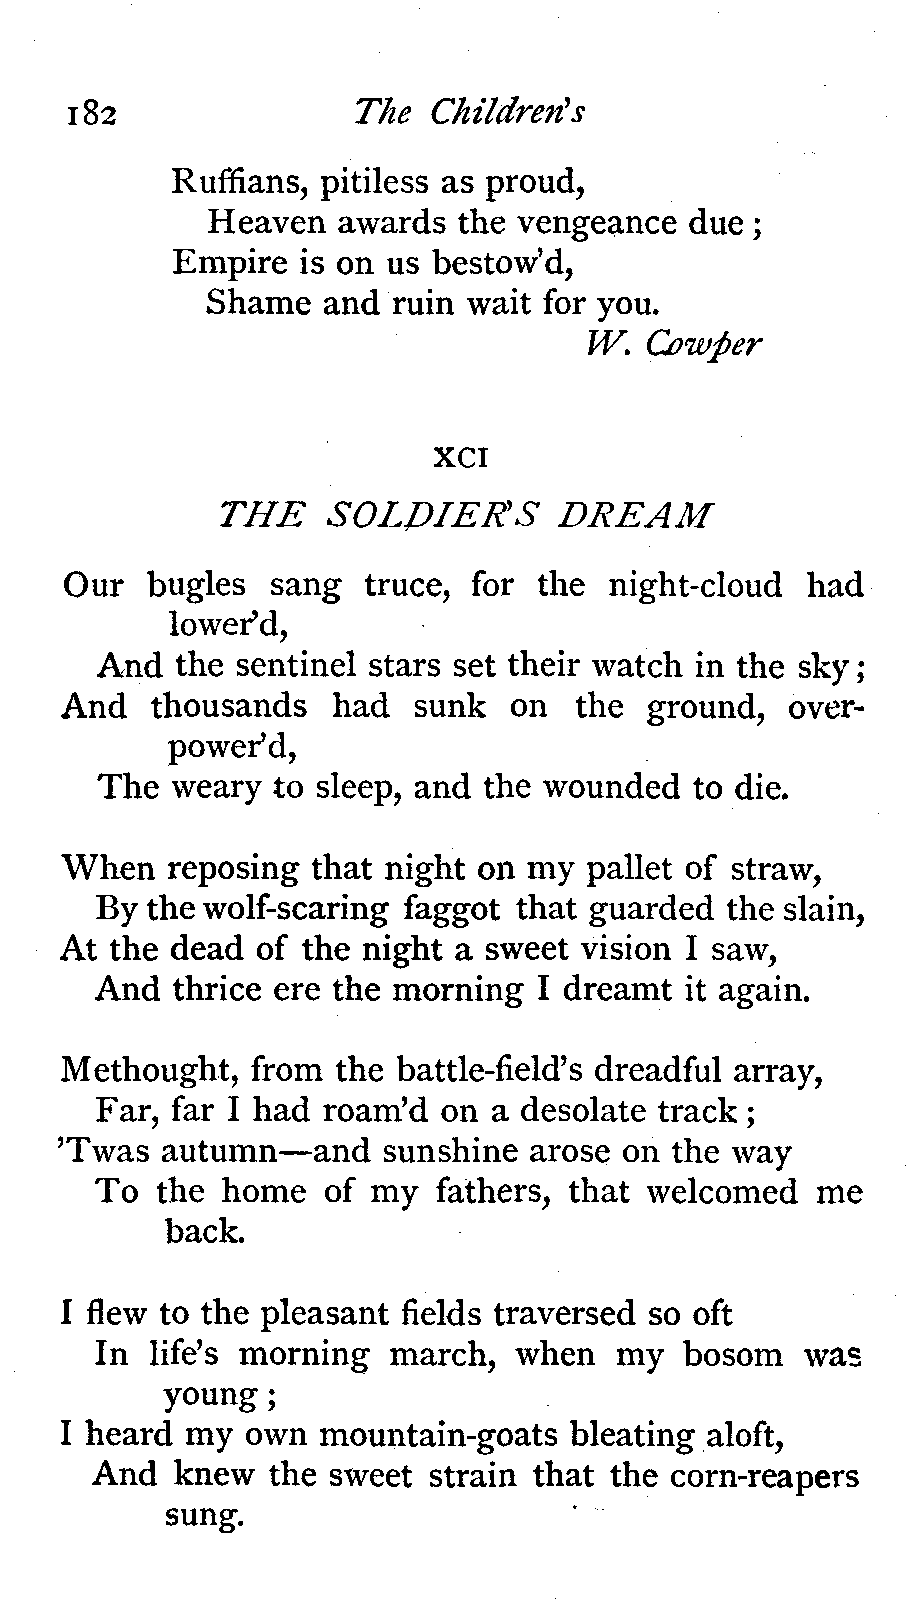 182 The Children's
Ruffians, pitiless as proud,
Heaven awards the vengeance due ;
Empire is on us bestow'd,
Shame and ruin wait for you.
W. Cowper
XCI
THE SOLDIER'S DREAM
Our bugles sang truce, for the night-cloud had
lower'd,
And the sentinel stars set their watch in the sky ;
And thousands had sunk on the ground, over-
power'd,
The weary to sleep, and the wounded to die.
When reposing that night on my pallet of straw,
By the wolf-scaring faggot that guarded the slain,
At the dead of the night a sweet vision I saw,
And thrice ere the morning I dreamt it again.
Methought, from the battle-field's dreadful array,
Far, far I had roam'd on a desolate track ;
'Twas autumn—and sunshine arose on the way
To the home of my fathers, that welcomed me
back.
I flew to the pleasant fields traversed so oft
In life's morning march, when my bosom was
young ;
I heard my own mountain-goats bleating aloft,
And knew the sweet strain that the corn-reapers
sung.